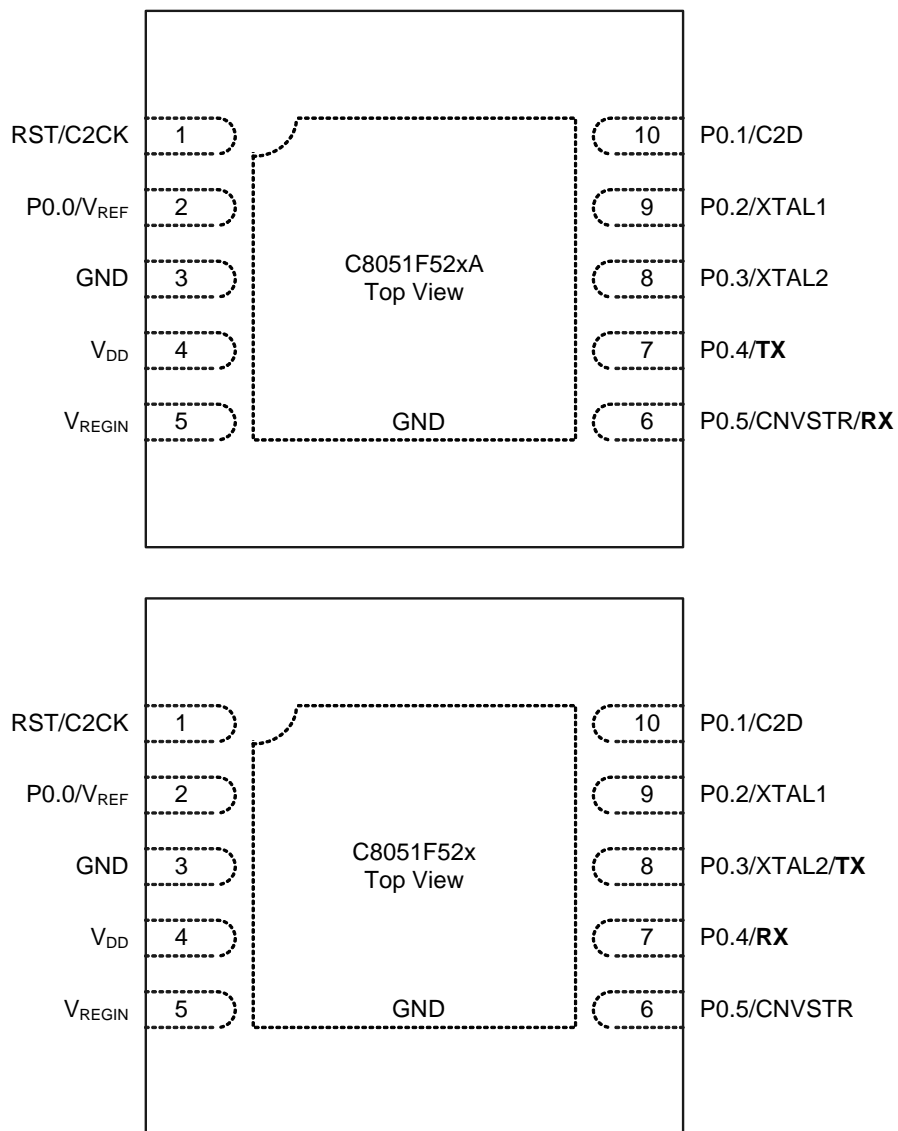 RST/C2CK 1 10 P0.1/C2D
P0.0/VREF 2 9 P0.2/XTAL1
C8051F52xA
GND 3 8 P0.3/XTAL2
Top View
VDD 4 7 P0.4/TX
VREGIN 5 GND 6 P0.5/CNVSTR/RX
RST/C2CK 1 10 P0.1/C2D
P0.0/VREF 2 9 P0.2/XTAL1
C8051F52x
GND 3 8 P0.3/XTAL2/TX
Top View
VDD 4 7 P0.4/RX
VREGIN 5 GND 6 P0.5/CNVSTR